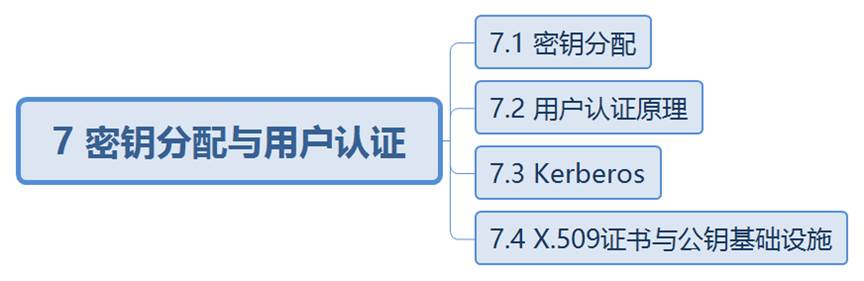 7 密钥分配与用户认证
7.1 密钥分配
7.2 用户认证原理
7.3 Kerberos
7.4 X.509证书与公钥基础设施